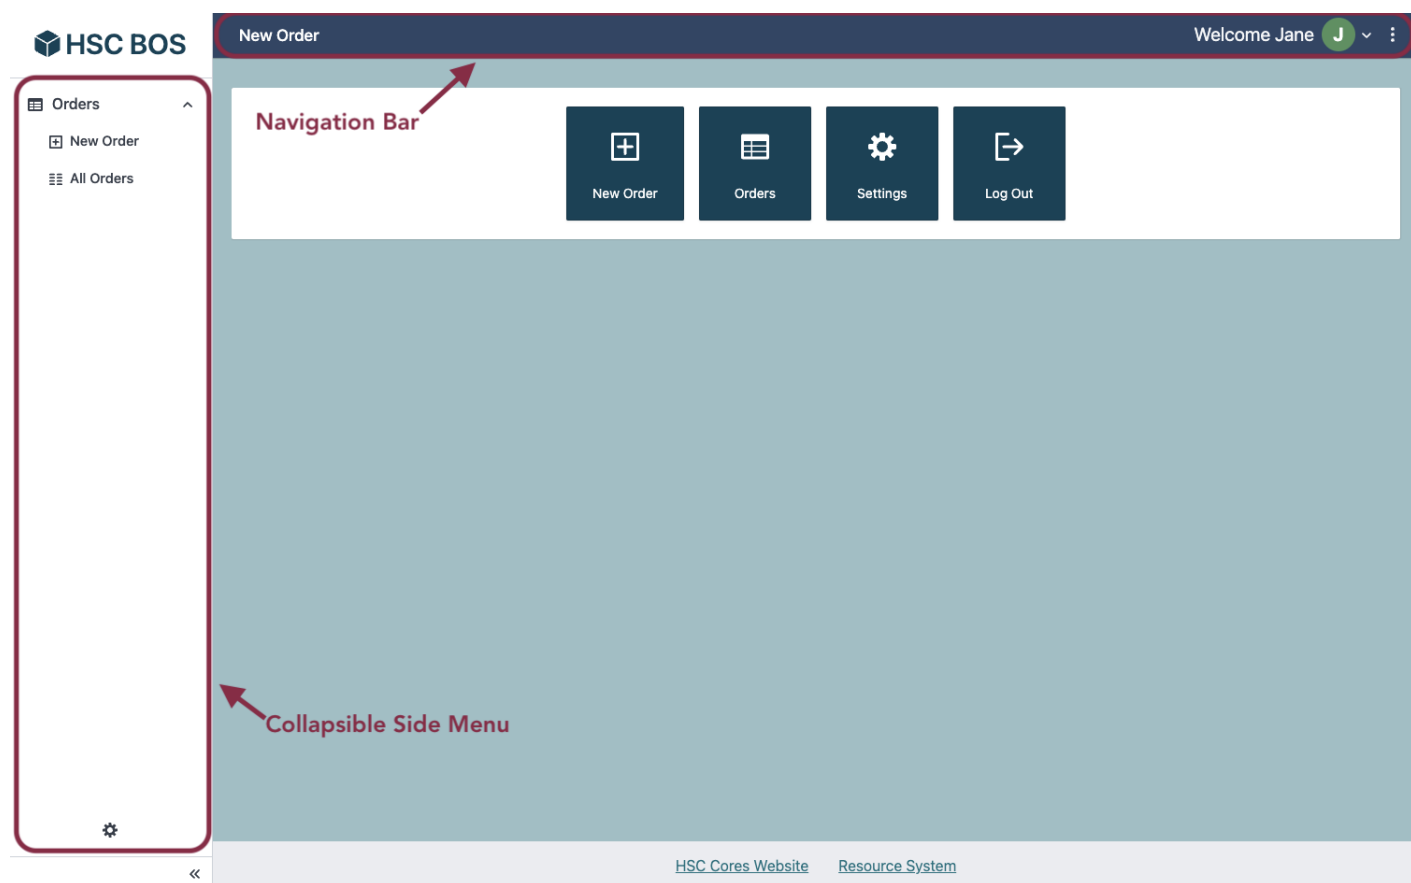 HSC BOS
New Order
Welcome Jane J
Orders
New Order
All Orders
Navigation Bar
New Order
Orders
Settings
Log Out
Collapsible Side Menu
HSC Cores Website Resource System